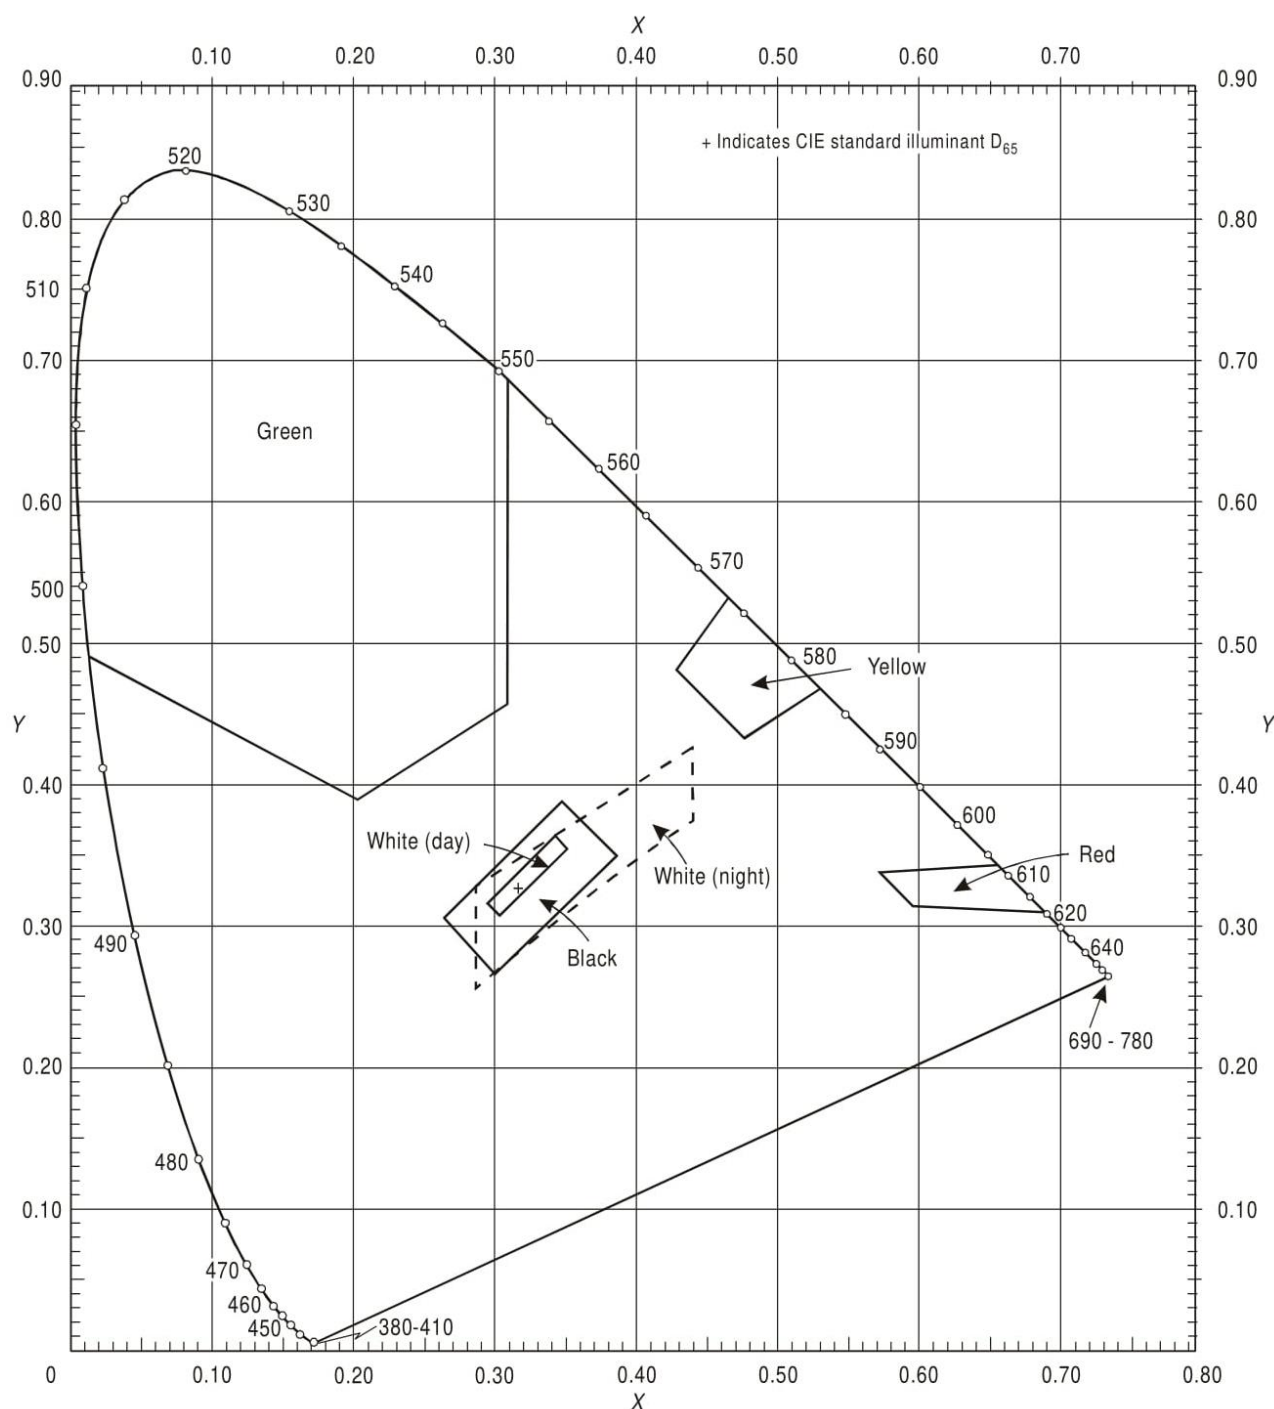 X
0.10 0.20 0.30 0.40 0.50 0.60 0.70
0.90 0.90
+ Indicates CIE standard illuminant D65
520
530
0.80 0.80
540
510
550
0.70 0.70
Green
560
0.60 0.60
570
500
0.50 580 0.50
Yellow
Y Y
590
0.40 0.40
600
White (day)
Red
White (night)
610
0.30 620 0.30
490 640
Black
690 - 780
0.20 0.20
480
0.10 0.10
470
460
450 380-410
0 0.10 0.20 0.30 0.40 0.50 0.60 0.70 0.80
X